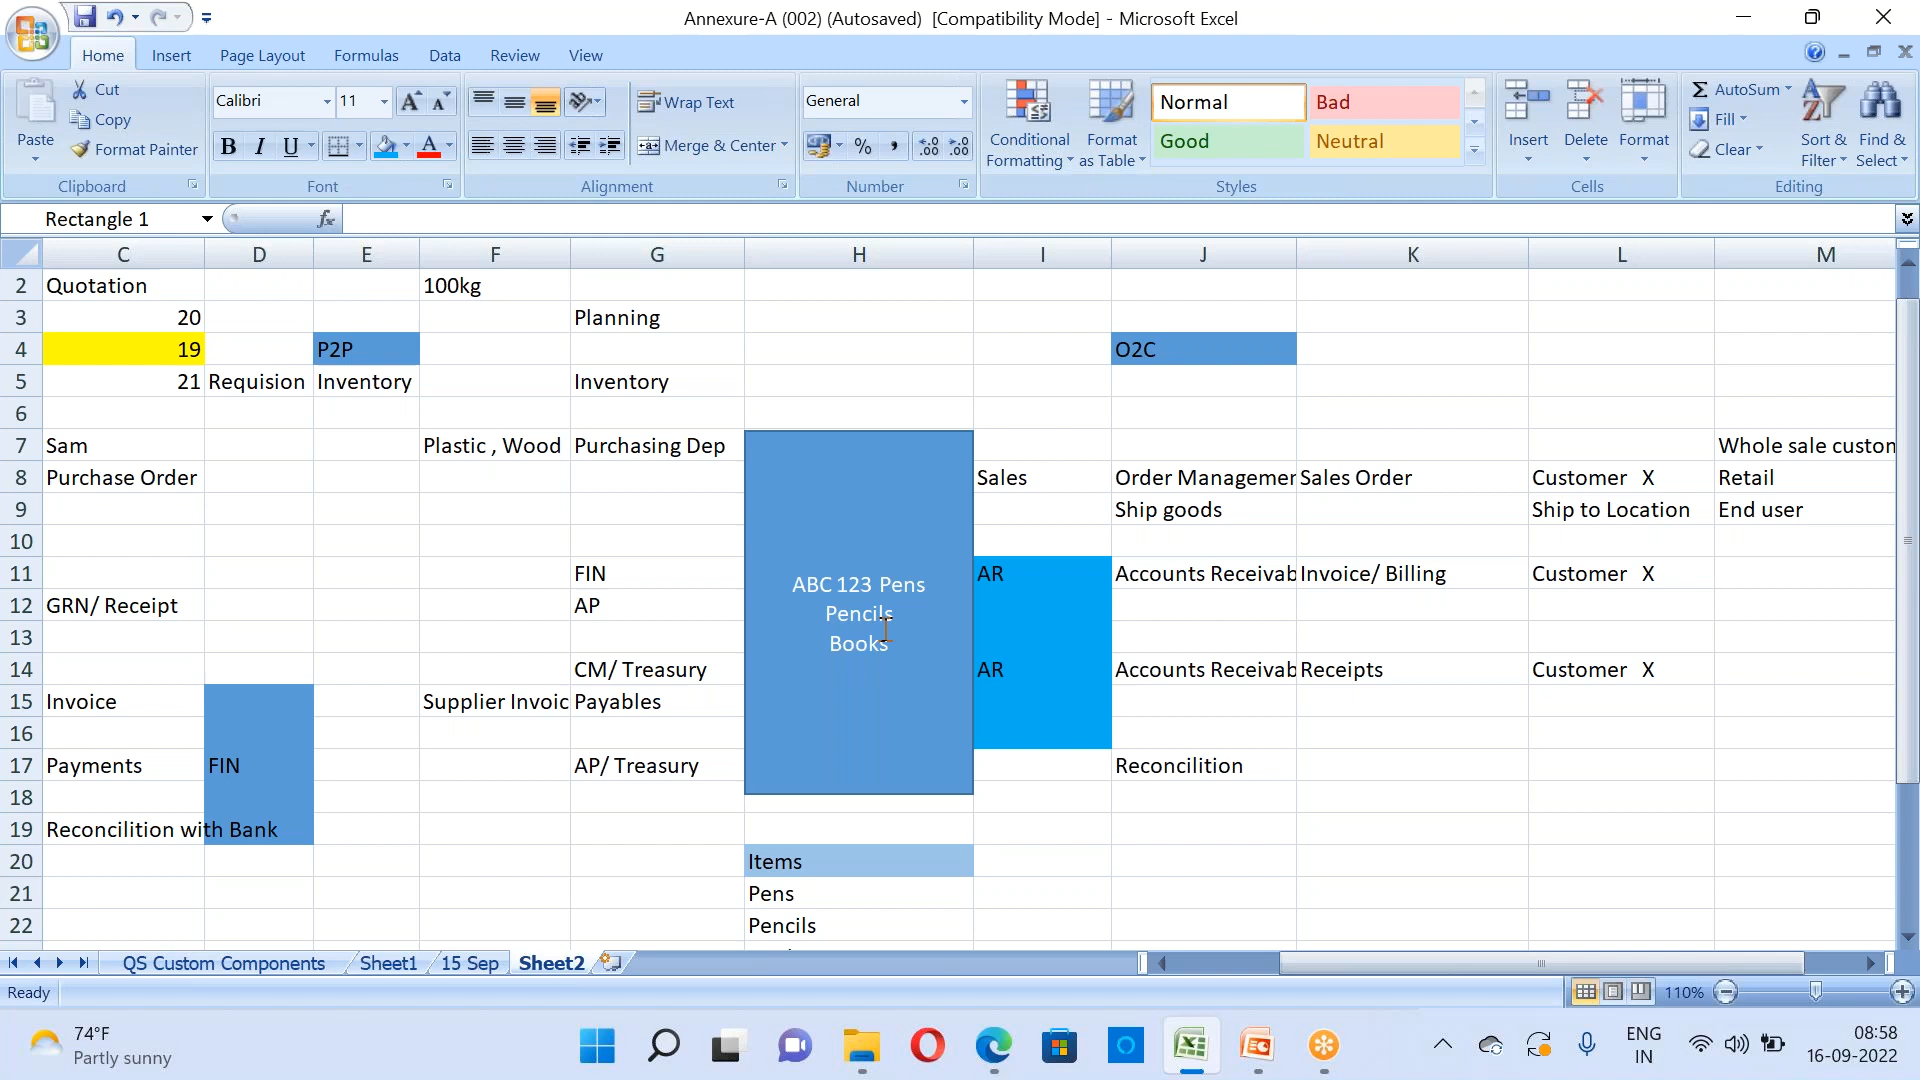 Annexure-A (002) (Autosaved) [Compatibility Mode] - Microsoft Excel
Home Insert Page Layout Formulas Data Review View
Paste Cut Copy Format Painter Clipboard
Calibri 11 B I U Font
Wrap Text Merge & Center Alignment
General % , Number
Conditional Formatting Format as Table Normal Bad Good Neutral Styles
Insert Delete Format Cells
AutoSum Fill Clear Sort & Filter Find & Select Editing
Rectangle 1 fx
C D E F G H I J K L M
2 Quotation 100kg
3 20 Planning
4 19 P2P O2C
5 21 Requision Inventory Inventory
6
7 Sam Plastic , Wood Purchasing Dep Whole sale custon
8 Purchase Order Sales Order Managemer Sales Order Customer X Retail
9 Ship goods Ship to Location End user
10
11 FIN AR Accounts Receivab Invoice/ Billing Customer X
ABC 123 Pens
Pencils
Books
12 GRN/ Receipt AP
13
14 CM/ Treasury AR Accounts Receivab Receipts Customer X
15 Invoice Supplier Invoic Payables
16
17 Payments FIN AP/ Treasury Reconcilition
18
19 Reconcilition with Bank
20 Items
21 Pens
22 Pencils
QS Custom Components Sheet1 15 Sep Sheet2
Ready 110%
74°F
Partly sunny
ENG
IN
08:58
16-09-2022